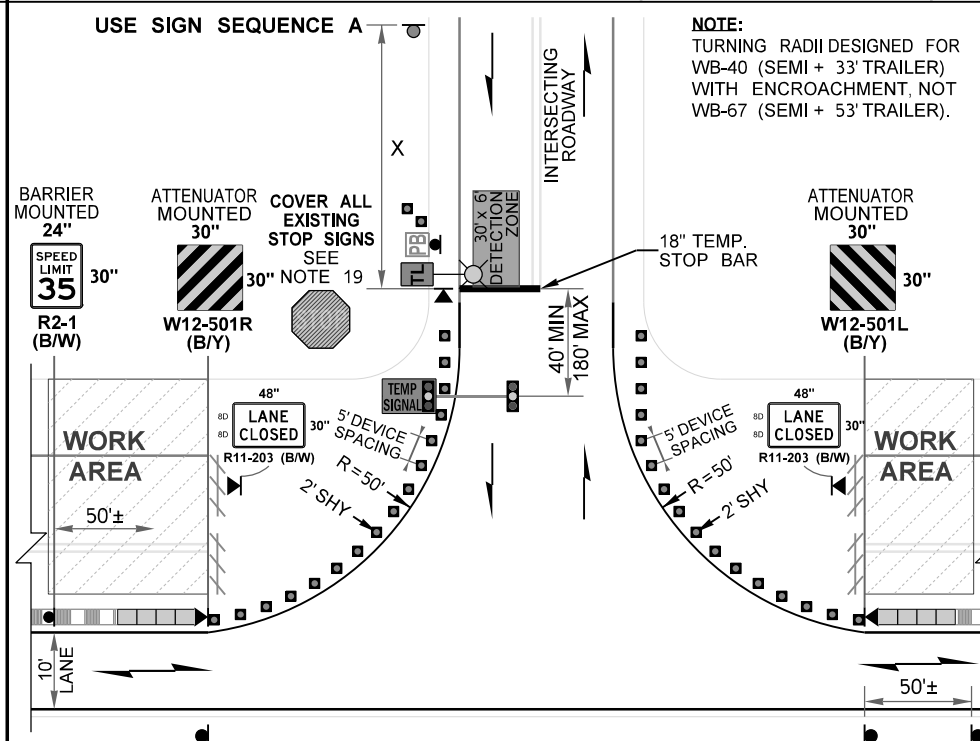 USE SIGN SEQUENCE A
NOTE:
TURNING RADII DESIGNED FOR
WB-40 (SEMI + 33' TRAILER)
WITH ENCROACHMENT, NOT
WB-67 (SEMI + 53' TRAILER).
INTERSECTING
ROADWAY
X
BARRIER
MOUNTED
24"
SPEED
LIMIT
35
30"
R2-1
(B/W)
ATTENUATOR
MOUNTED
30"
30"
W12-501R
(B/Y)
COVER ALL
EXISTING
STOP SIGNS
SEE
NOTE 19
STOP
PB
TL
30' x 6'
DETECTION
ZONE
18" TEMP.
STOP BAR
40' MIN
180' MAX
ATTENUATOR
MOUNTED
30"
30"
W12-501L
(B/Y)
TEMP
SIGNAL
48"
8D
8D
LANE
CLOSED
30"
R11-203 (B/W)
5' DEVICE
SPACING
R=50'
2' SHY
WORK
AREA
50'±
5' DEVICE
SPACING
R=50'
2' SHY
48"
8D
8D
LANE
CLOSED
30"
R11-203 (B/W)
WORK
AREA
10'
LANE
50'±